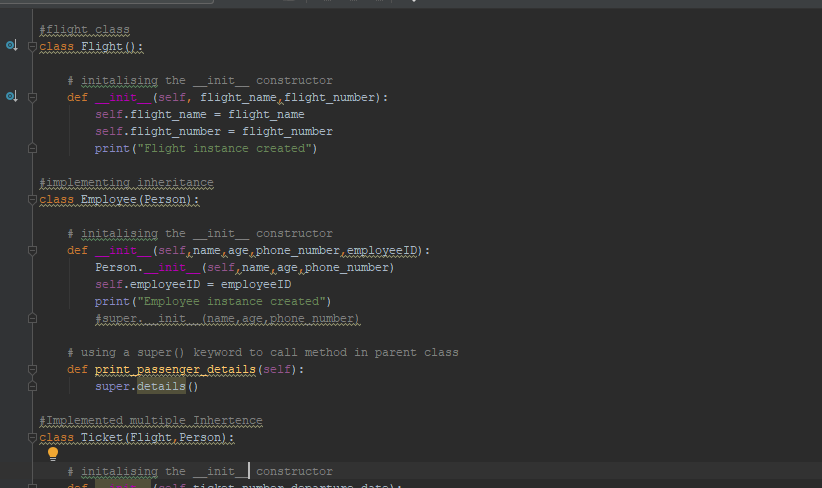 #flight class
class Flight():
# initalising the __init__ constructor
def __init__(self, flight_name,flight_number):
self.flight_name = flight_name
self.flight_number = flight_number
print("Flight instance created")
#implementing inheritance
class Employee(Person):
# initalising the __init__ constructor
def __init__(self,name,age,phone_number,employeeID):
Person.__init__(self,name,age,phone_number)
self.employeeID = employeeID
print("Employee instance created")
#super.__init__(name,age,phone_number)
# using a super() keyword to call method in parent class
def print_passenger_details(self):
super.details()
#Implemented multiple Inhertence
class Ticket(Flight,Person):
# initalising the __init__ constructor
def __init__(self,ticket_number,departure_date):